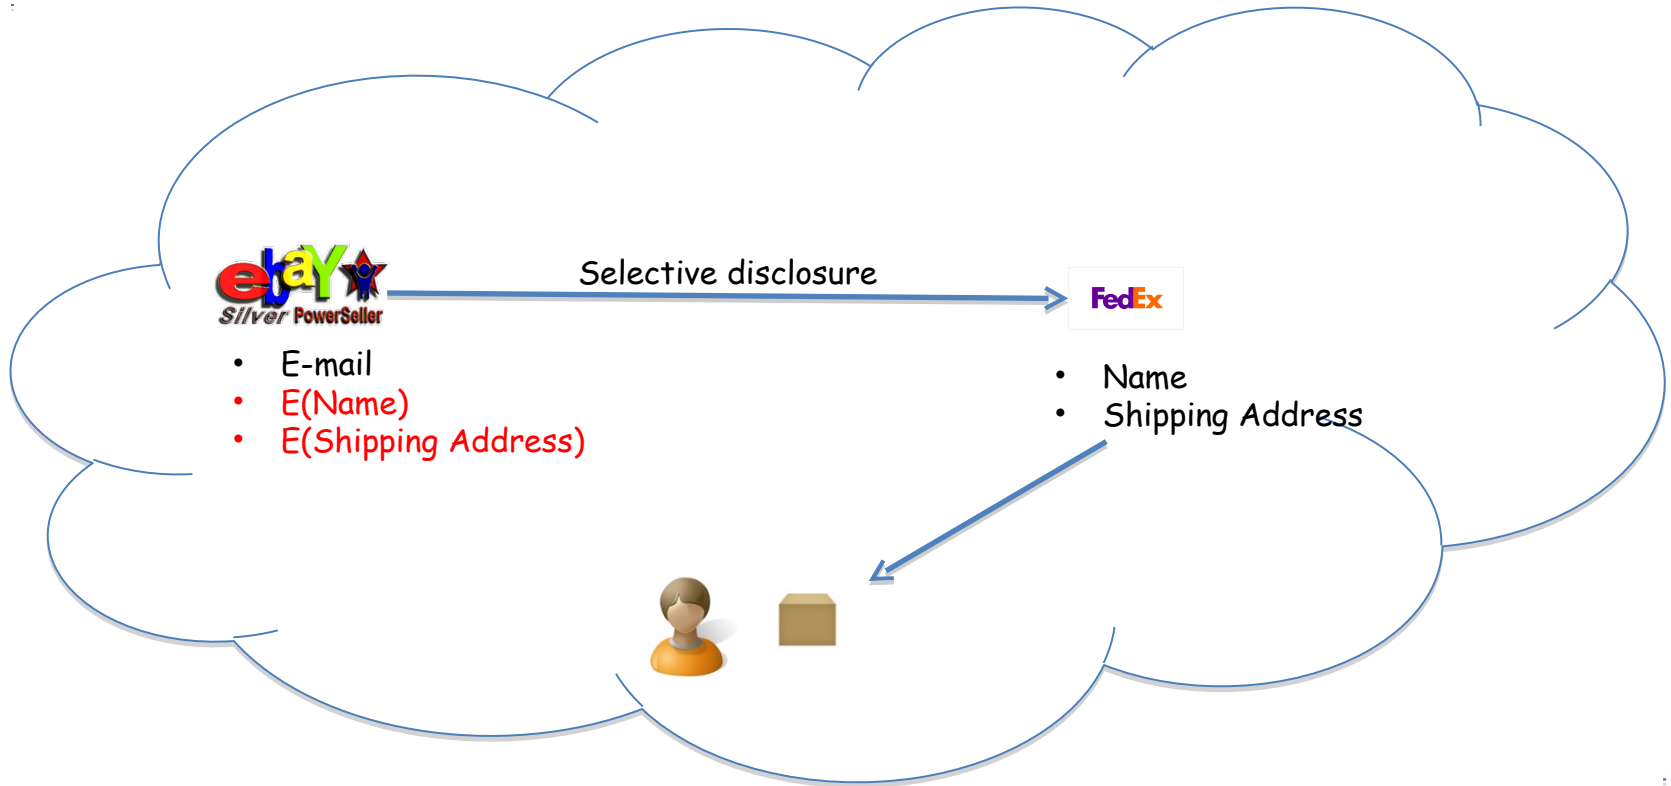 ebaY
Silver PowerSeller
Selective disclosure
FedEx
• E-mail
• E(Name)
• E(Shipping Address)
• Name
• Shipping Address